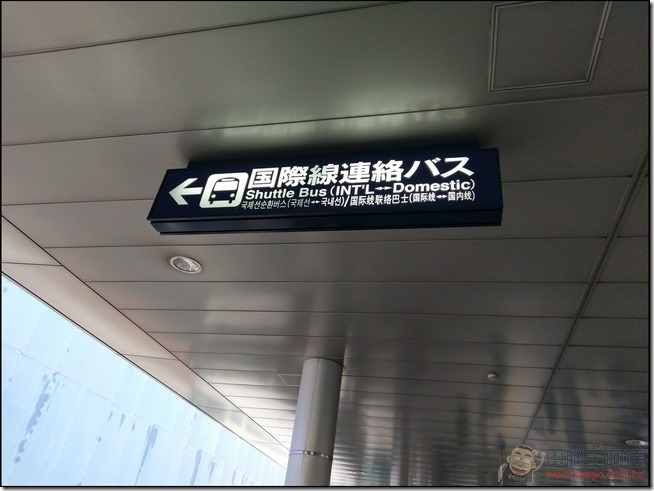 国際線連絡バス
Shuttle Bus (INT'L↔Domestic)
국제선순환버스(국제선↔국내선)/国际线联络巴士(国际线↔国内线)